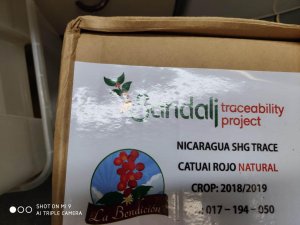 Sandalj traceability
project
NICARAGUA SHG TRACE
CATUAI ROJO NATURAL
CROP: 2018/2019
017 – 194 – 050
La Bendición
SHOT ON MI 9
AI TRIPLE CAMERA